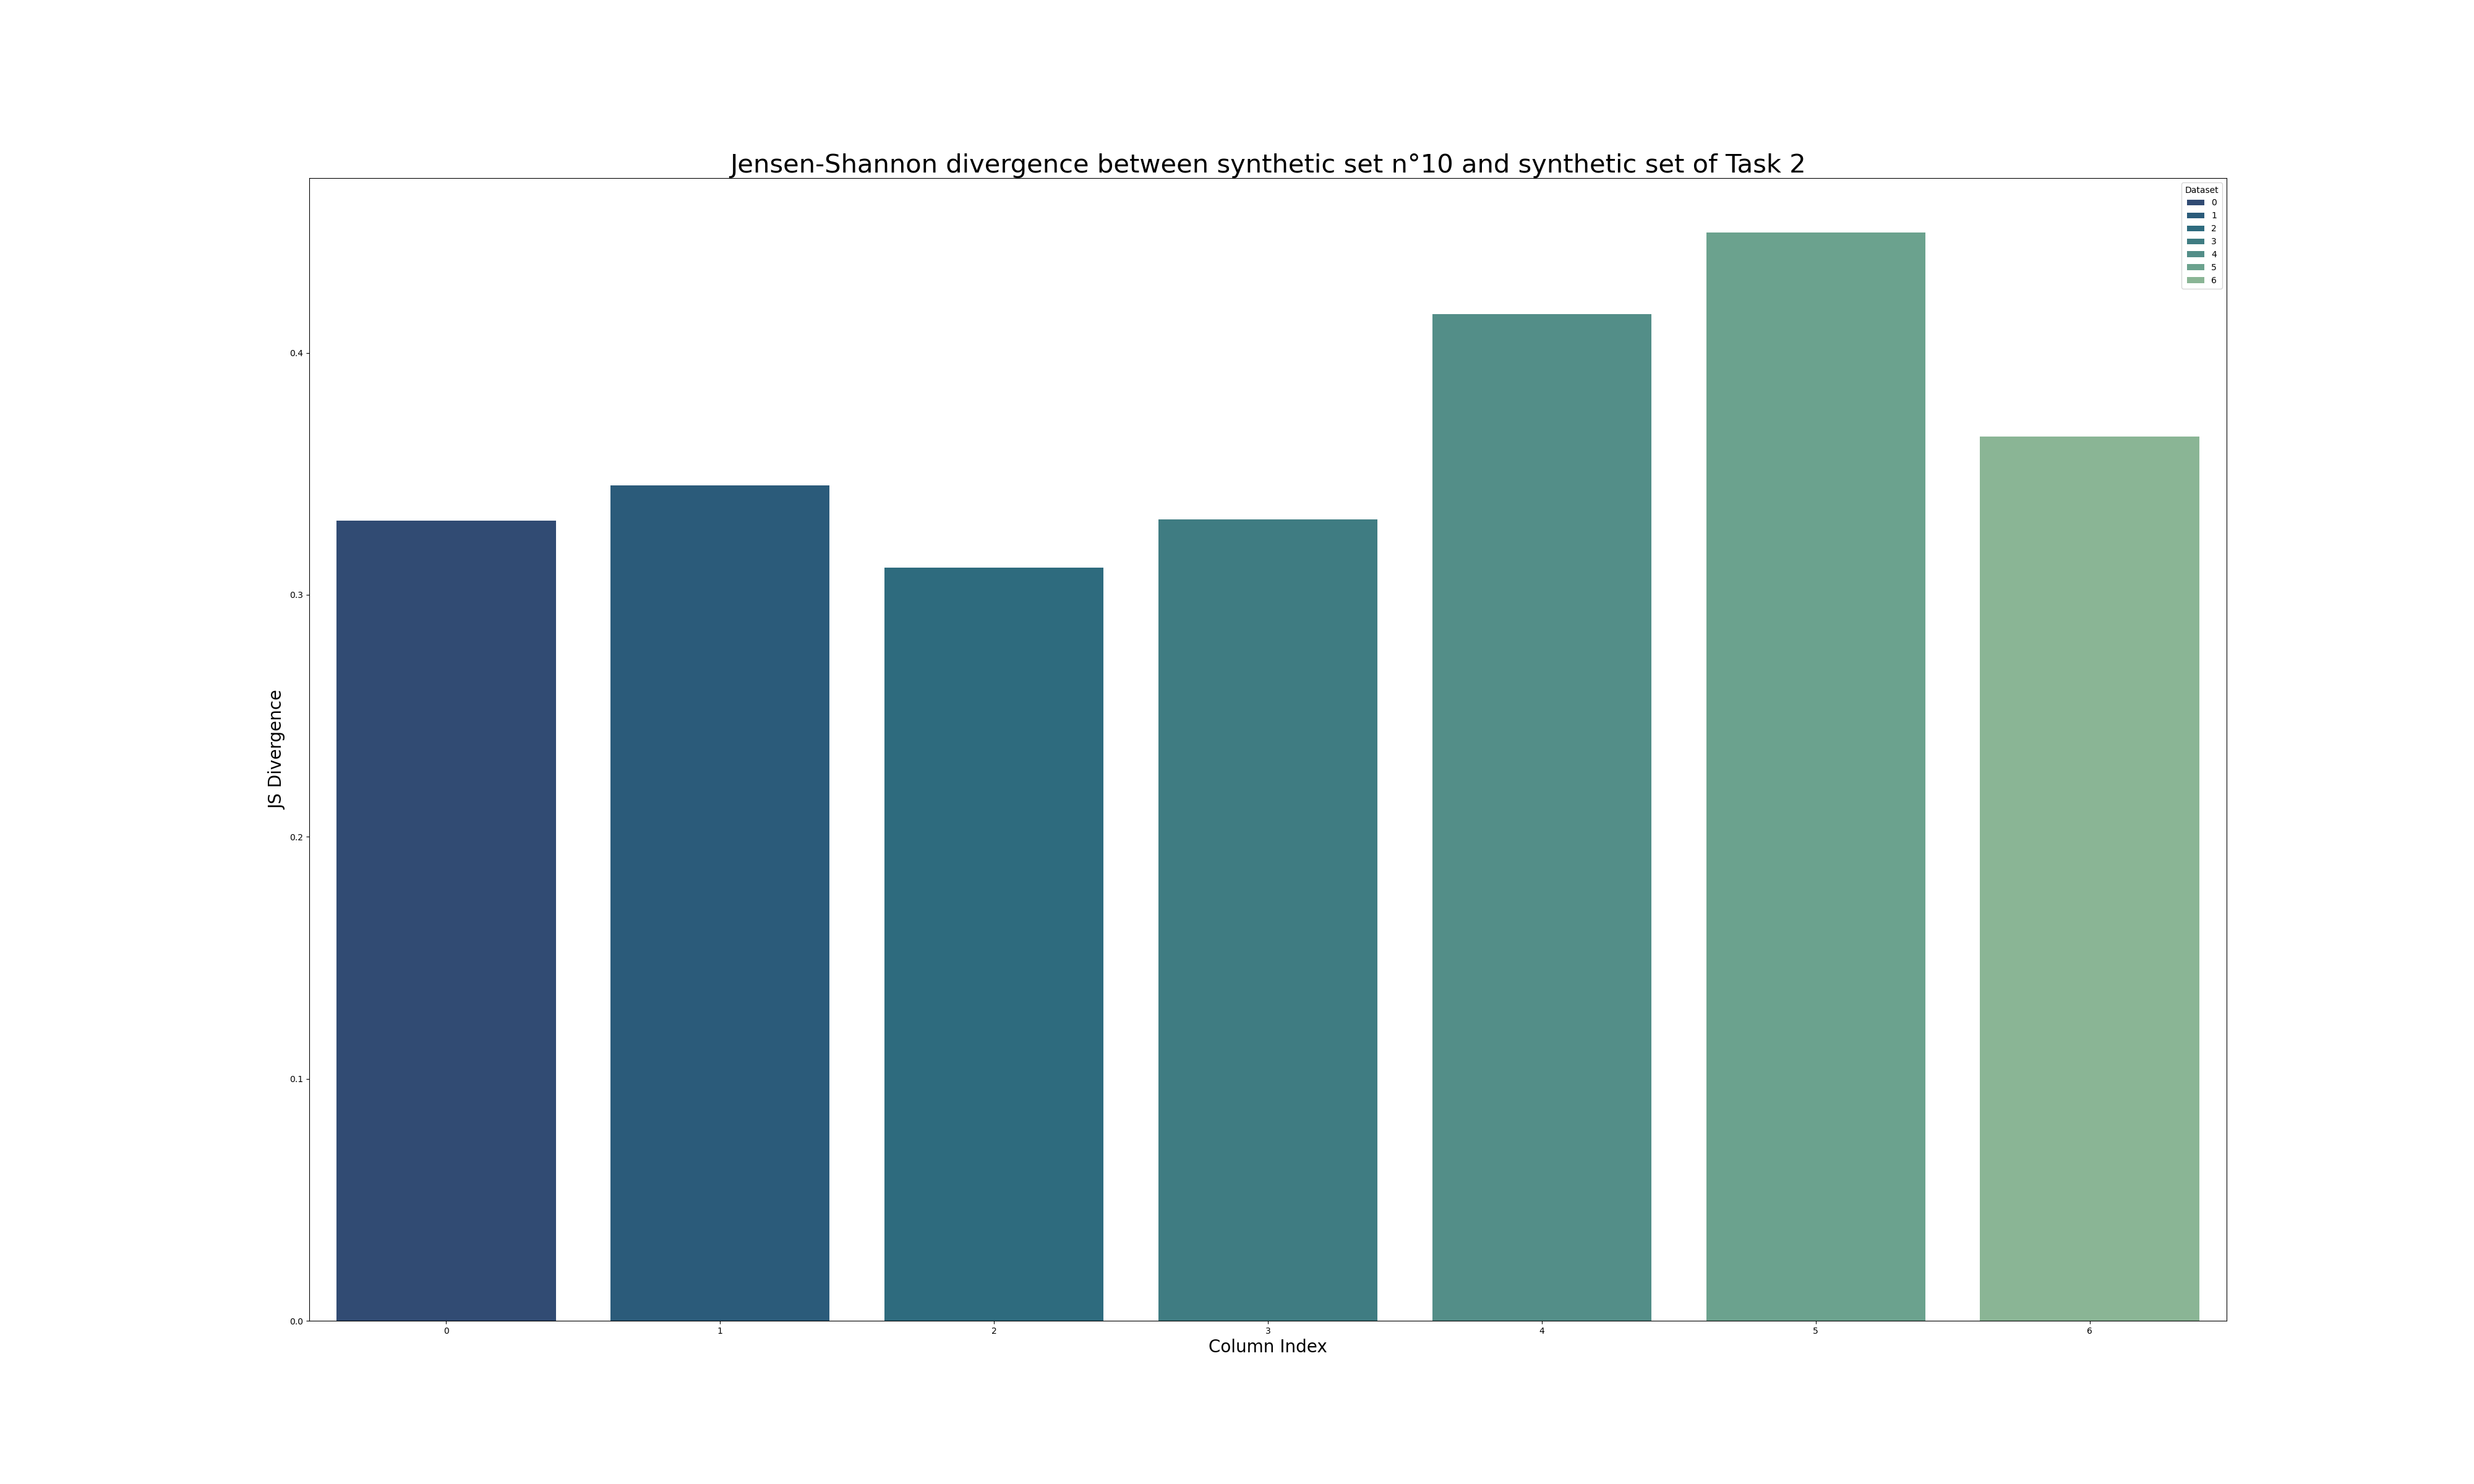 Jensen-Shannon divergence between synthetic set n°10 and synthetic set of Task 2
Dataset
0
1
2
3
4
5
6
JS Divergence
0.4
0.3
0.2
0.1
0.0
0 1 2 3 4 5 6
Column Index